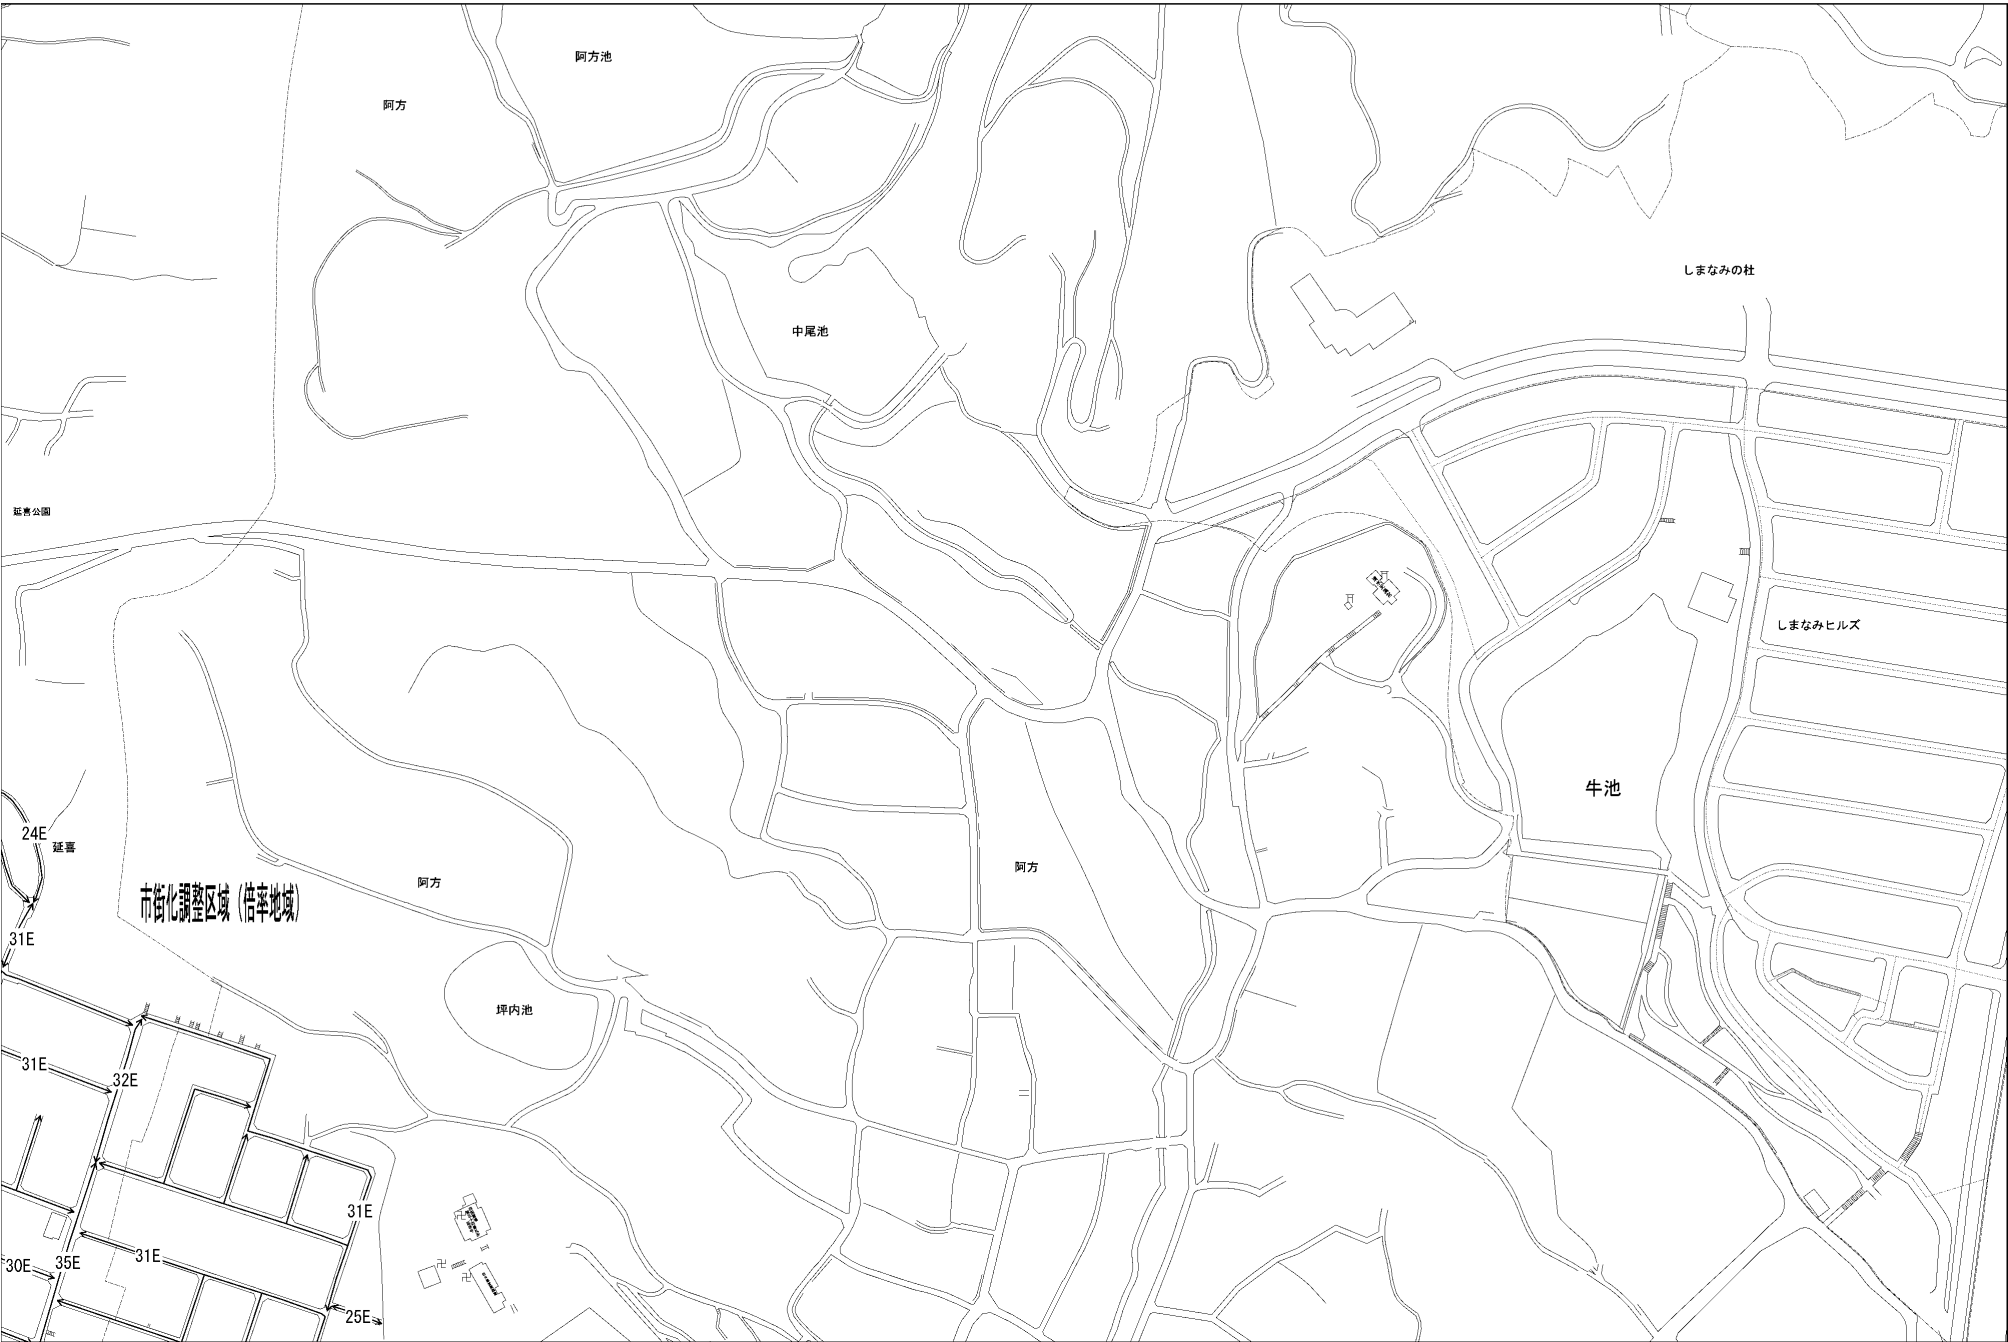 阿方池
阿方
しまなみの杜
中尾池
延喜公園
しまなみヒルズ
牛池
24E
延喜
阿方
阿方
市街化調整区域（倍率地域）
31E
坪内池
31E
32E
31E
31E
30E
35E
25E